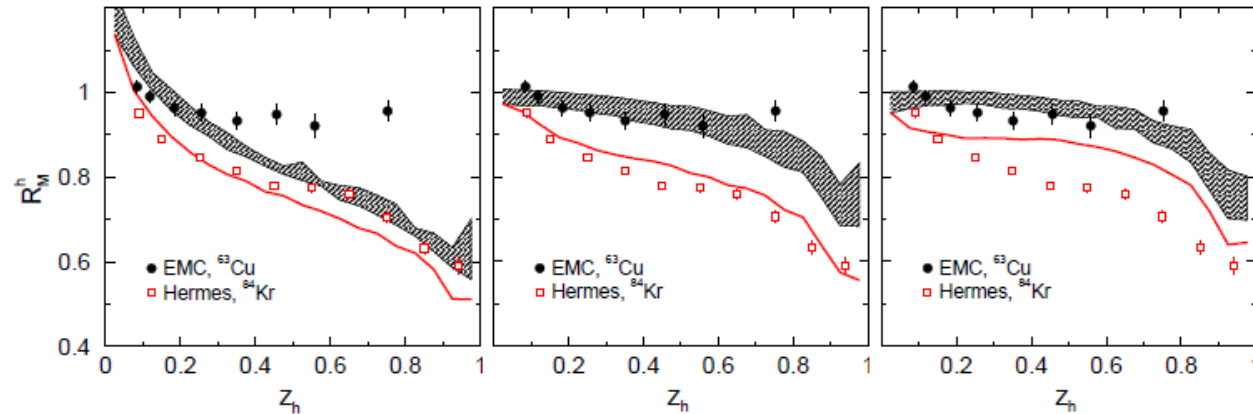 R_M^h
1
0.8
0.6
0.4
EMC, ⁶³Cu
Hermes, ⁸⁴Kr
0 0.2 0.4 0.6 0.8 1
Z_h
EMC, ⁶³Cu
Hermes, ⁸⁴Kr
0.2 0.4 0.6 0.8 1
Z_h
EMC, ⁶³Cu
Hermes, ⁸⁴Kr
0.2 0.4 0.6 0.8 1
Z_h